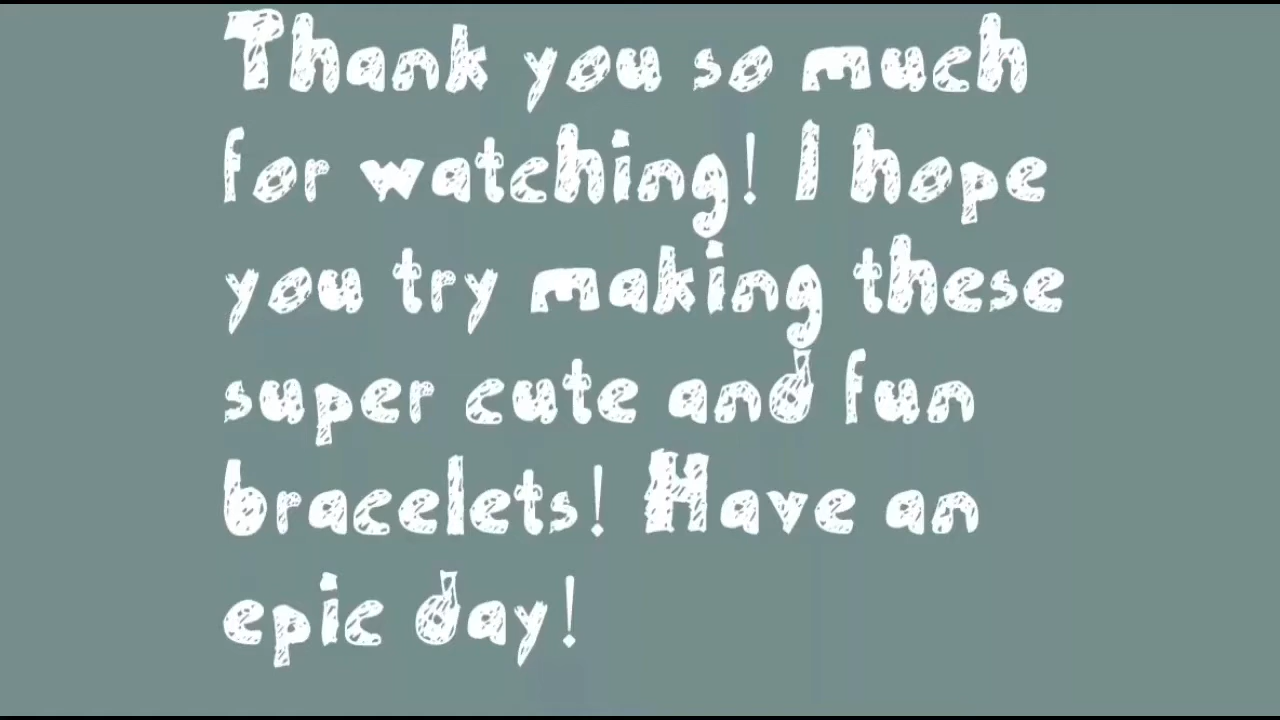 Thank you so much
for watching! I hope
you try making these
super cute and fun
bracelets! Have an
epic day!